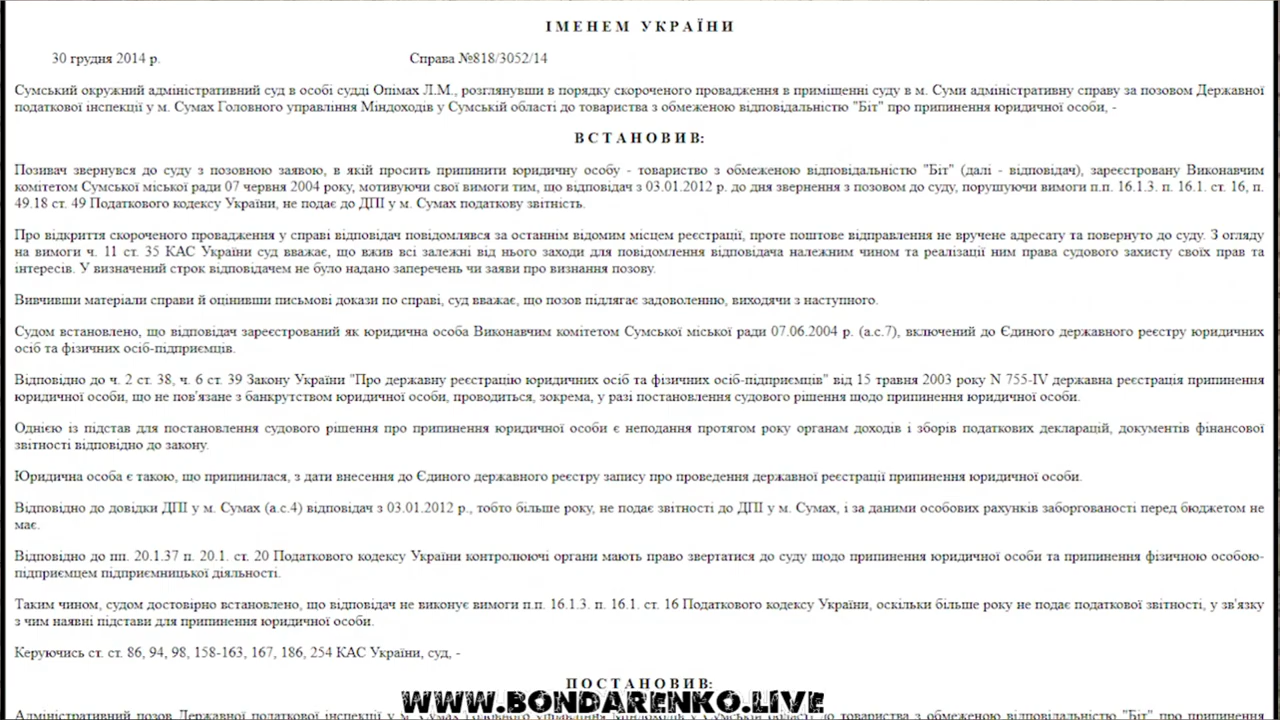 І М Е Н Е М У К Р А Ї Н И
30 грудня 2014 р. Справа №818/3052/14
Сумський окружний адміністративний суд в особі судді Опімах Л.М., розглянувши в порядку скороченого провадження в приміщенні суду в м. Суми адміністративну справу за позовом Державної
податкової інспекції у м. Сумах Головного управління Міндоходів у Сумській області до товариства з обмеженою відповідальністю "Біт" про припинення юридичної особи, -
В С Т А Н О В И В:
Позивач звернувся до суду з позовною заявою, в якій просить припинити юридичну особу - товариство з обмеженою відповідальністю "Біт" (далі - відповідач), зареєстровану Виконавчим
комітетом Сумської міської ради 07 червня 2004 року, мотивуючи свої вимоги тим, що відповідач з 03.01.2012 р. до дня звернення з позовом до суду, порушуючи вимоги п.п. 16.1.3. п. 16.1. ст. 16, п.
49.18 ст. 49 Податкового кодексу України, не подає до ДПІ у м. Сумах податкову звітність.
Про відкриття скороченого провадження у справі відповідач повідомлявся за останнім відомим місцем реєстрації, проте поштове відправлення не вручене адресату та повернуто до суду. З огляду
на вимоги ч. 11 ст. 35 КАС України суд вважає, що вжив всі залежні від нього заходи для повідомлення відповідача належним чином та реалізації ним права судового захисту своїх прав та
інтересів. У визначений строк відповідачем не було надано заперечень чи заяви про визнання позову.
Вивчивши матеріали справи й оцінивши письмові докази по справі, суд вважає, що позов підлягає задоволенню, виходячи з наступного.
Судом встановлено, що відповідач зареєстрований як юридична особа Виконавчим комітетом Сумської міської ради 07.06.2004 р. (а.с.7), включений до Єдиного державного реєстру юридичних
осіб та фізичних осіб-підприємців.
Відповідно до ч. 2 ст. 38, ч. 6 ст. 39 Закону України "Про державну реєстрацію юридичних осіб та фізичних осіб-підприємців" від 15 травня 2003 року N 755-IV державна реєстрація припинення
юридичної особи, що не пов'язане з банкрутством юридичної особи, проводиться, зокрема, у разі постановлення судового рішення щодо припинення юридичної особи.
Однією із підстав для постановлення судового рішення про припинення юридичної особи є неподання протягом року органам доходів і зборів податкових декларацій, документів фінансової
звітності відповідно до закону.
Юридична особа є такою, що припинилася, з дати внесення до Єдиного державного реєстру запису про проведення державної реєстрації припинення юридичної особи.
Відповідно до довідки ДПІ у м. Сумах (а.с.4) відповідач з 03.01.2012 р., тобто більше року, не подає звітності до ДПІ у м. Сумах, і за даними особових рахунків заборгованості перед бюджетом не
має.
Відповідно до пп. 20.1.37 п. 20.1. ст. 20 Податкового кодексу України контролюючі органи мають право звертатися до суду щодо припинення юридичної особи та припинення фізичною особою-
підприємцем підприємницької діяльності.
Таким чином, судом достовірно встановлено, що відповідач не виконує вимоги п.п. 16.1.3. п. 16.1. ст. 16 Податкового кодексу України, оскільки більше року не подає податкової звітності, у зв'язку
з чим наявні підстави для припинення юридичної особи.
Керуючись ст. ст. 86, 94, 98, 158-163, 167, 186, 254 КАС України, суд, -
П О С Т А Н О В И В:
WWW.BONDARENKO.LIVE
Адміністративний позов Державної податкової інспекції у м. Сумах Головного управління Міндоходів у Сумській області до товариства з обмеженою відповідальністю "Біт" про припинення